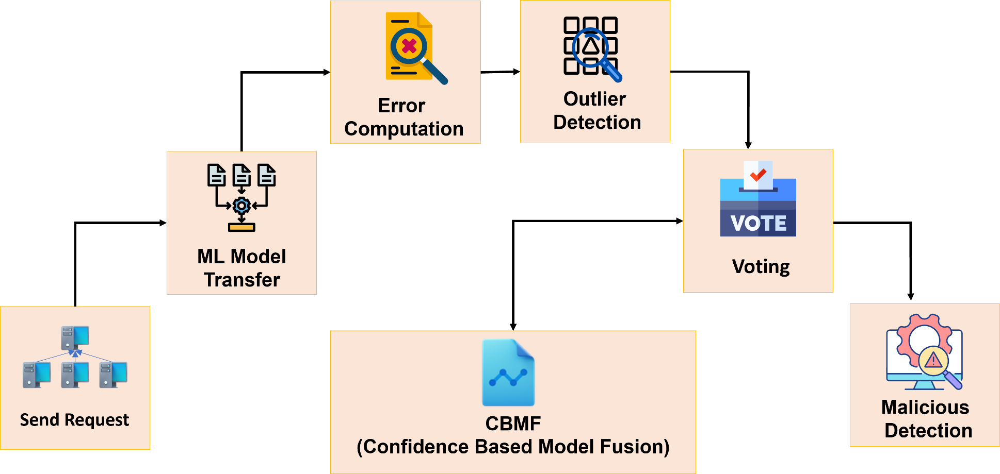 Error
Computation
Outlier
Detection
ML Model
Transfer
VOTE
Voting
Send Request
CBMF
(Confidence Based Model Fusion)
Malicious
Detection